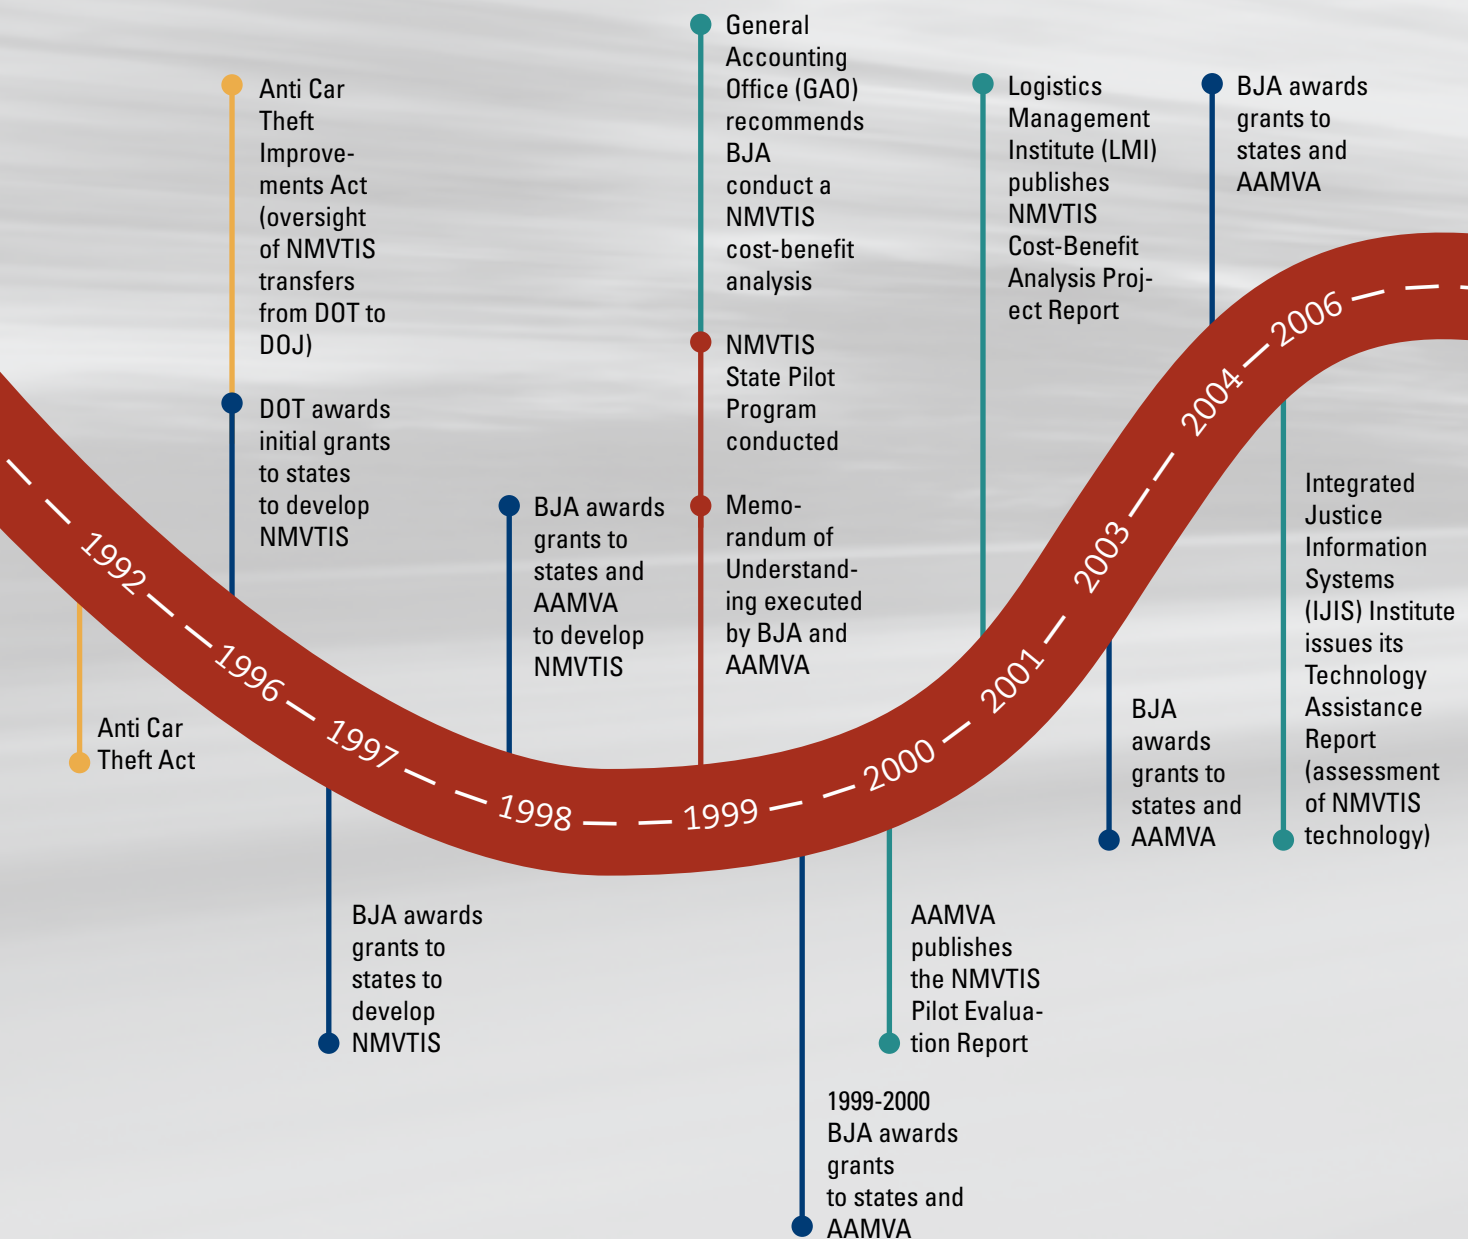 General
Accounting
Office (GAO)
recommends
BJA
conduct a
NMVTIS
cost-benefit
analysis
NMVTIS
State Pilot
Program
conducted
Memo-
randum of
Understand-
ing executed
by BJA and
AAMVA
Anti Car
Theft
Improve-
ments Act
(oversight
of NMVTIS
transfers
from DOT to
DOJ)
DOT awards
initial grants
to states
to develop
NMVTIS
BJA awards
grants to
states and
AAMVA
to develop
NMVTIS
Logistics
Management
Institute (LMI)
publishes
NMVTIS
Cost-Benefit
Analysis Proj-
ect Report
BJA awards
grants to
states and
AAMVA
1992
1996
1997
1998
1999
2000
2001
2003
2004
2006
Anti Car
Theft Act
BJA awards
grants to
states to
develop
NMVTIS
1999-2000
BJA awards
grants
to states and
AAMVA
AAMVA
publishes
the NMVTIS
Pilot Evalua-
tion Report
BJA
awards
grants to
states and
AAMVA
Integrated
Justice
Information
Systems
(IJIS) Institute
issues its
Technology
Assistance
Report
(assessment
of NMVTIS
technology)